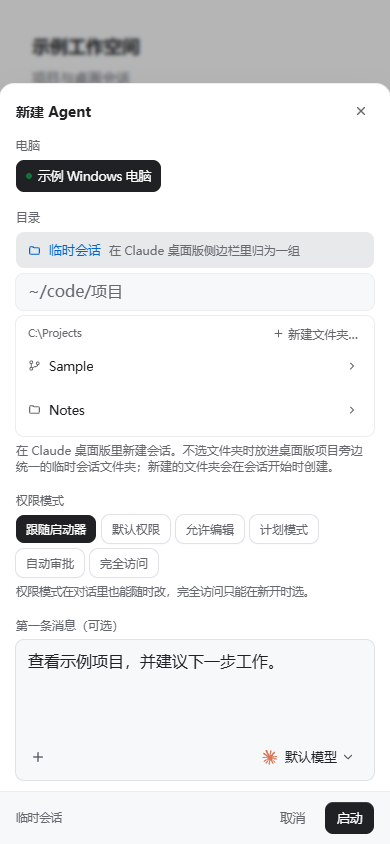 示例工作空间
项目与桌面会话
新建 Agent
电脑
示例 Windows 电脑
目录
临时会话 在 Claude 桌面版侧边栏里归为一组
~/code/项目
C:\Projects + 新建文件夹...
Sample
Notes
在 Claude 桌面版里新建会话。不选文件夹时放进桌面版项目旁边
统一的临时会话文件夹；新建的文件夹会在会话开始时创建。
权限模式
跟随启动器 默认权限 允许编辑 计划模式
自动审批 完全访问
权限模式在对话里也能随时改，完全访问只能在新开时选。
第一条消息（可选）
查看示例项目，并建议下一步工作。
默认模型
临时会话 取消 启动